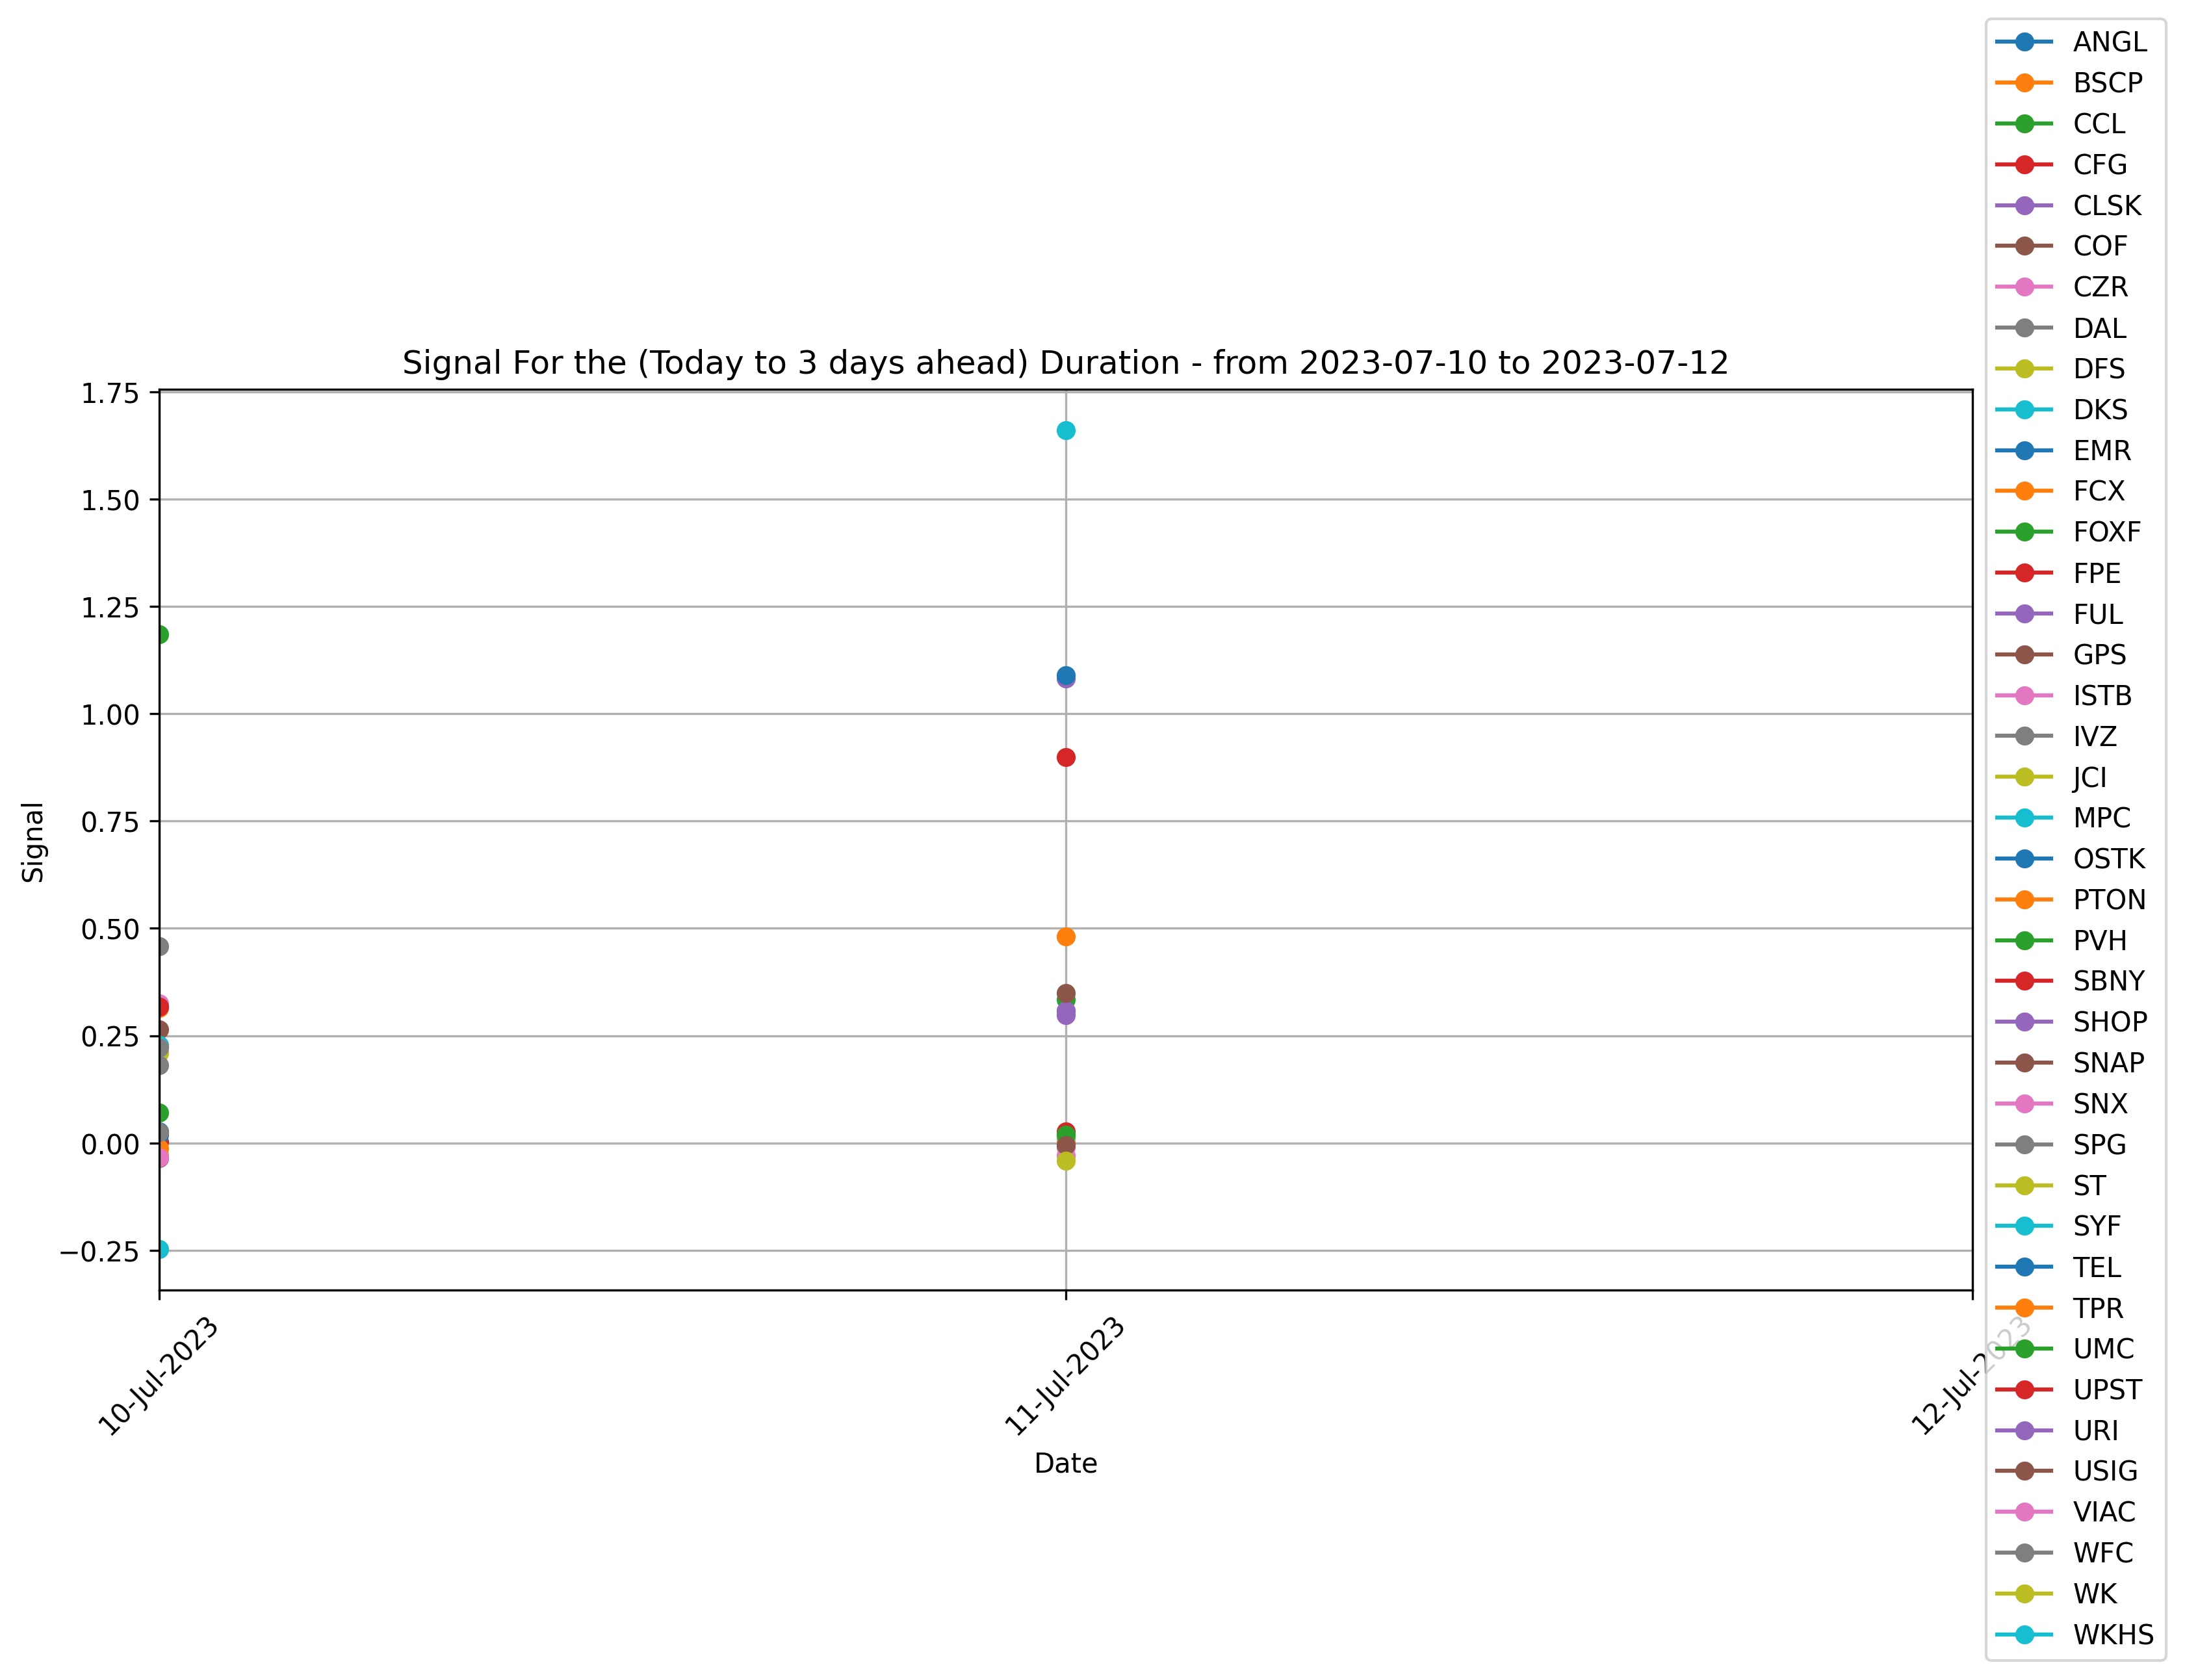 Signal For the (Today to 3 days ahead) Duration - from 2023-07-10 to 2023-07-12
1.75
1.50
1.25
1.00
0.75
0.50
0.25
0.00
−0.25
Signal
10-Jul-2023
11-Jul-2023
12-Jul-2023
Date
ANGL
BSCP
CCL
CFG
CLSK
COF
CZR
DAL
DFS
DKS
EMR
FCX
FOXF
FPE
FUL
GPS
ISTB
IVZ
JCI
MPC
OSTK
PTON
PVH
SBNY
SHOP
SNAP
SNX
SPG
ST
SYF
TEL
TPR
UMC
UPST
URI
USIG
VIAC
WFC
WK
WKHS